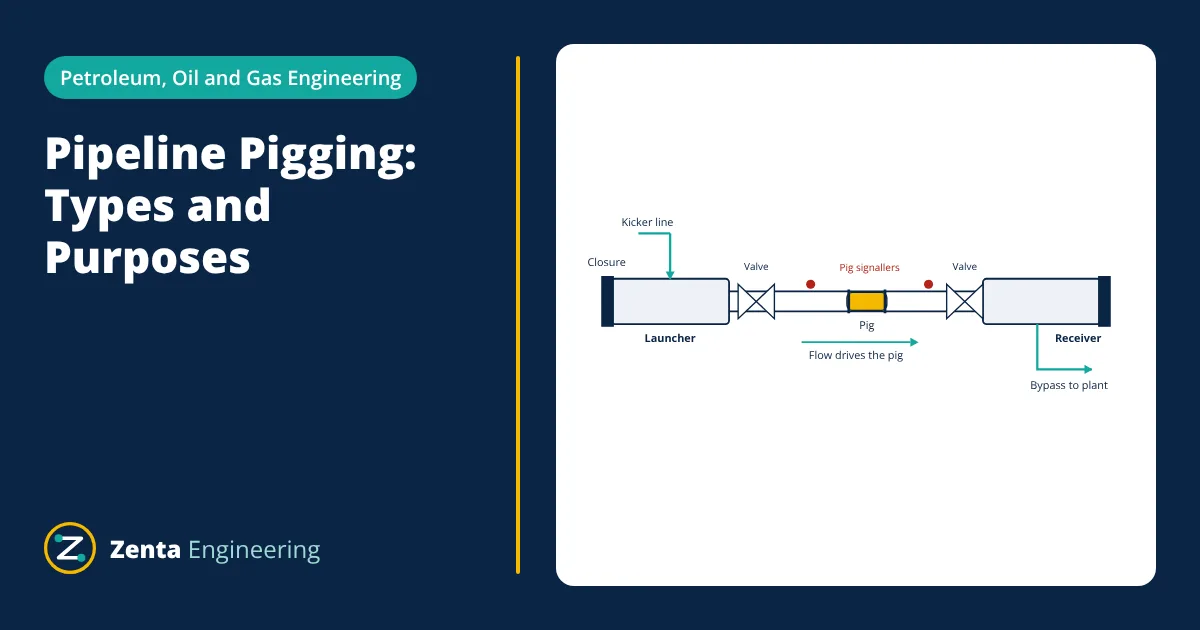 Petroleum, Oil and Gas Engineering
Pipeline Pigging:
Types and
Purposes
Zenta Engineering
Kicker line
Closure
Valve
Pig signallers
Valve
Pig
Launcher
Receiver
Flow drives the pig
Bypass to plant